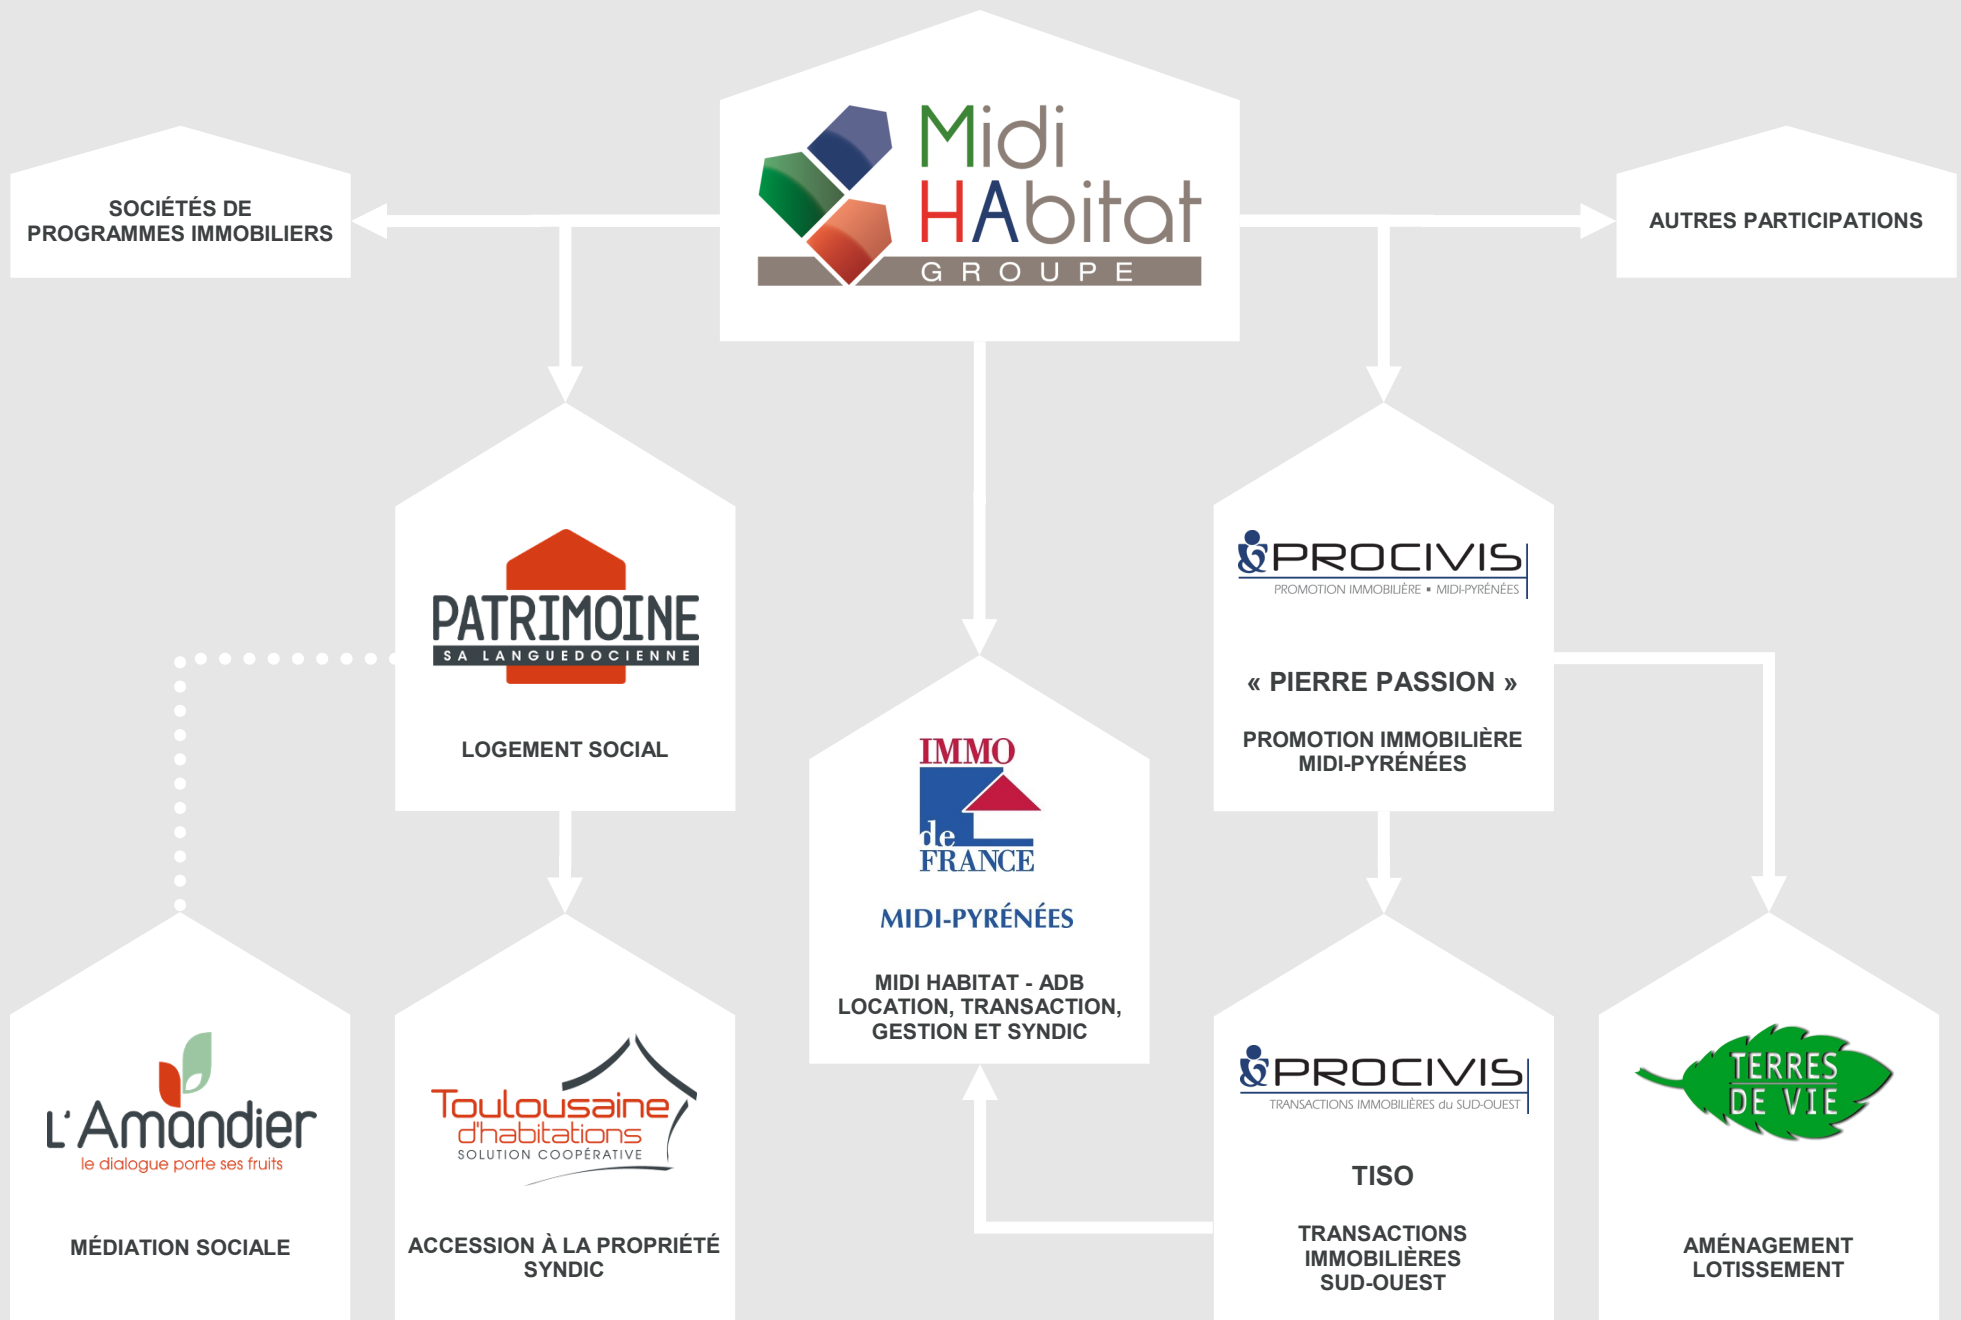 Midi
HAbitat
GROUPE
SOCIÉTÉS DE
PROGRAMMES IMMOBILIERS
AUTRES PARTICIPATIONS
PATRIMOINE
SA LANGUEDOCIENNE
LOGEMENT SOCIAL
&PROCIVIS
PROMOTION IMMOBILIÈRE ▪ MIDI-PYRÉNÉES
« PIERRE PASSION »
PROMOTION IMMOBILIÈRE
MIDI-PYRÉNÉES
IMMO
de
FRANCE
MIDI-PYRÉNÉES
MIDI HABITAT - ADB
LOCATION, TRANSACTION,
GESTION ET SYNDIC
L'Amandier
le dialogue porte ses fruits
MÉDIATION SOCIALE
Toulousaine
d'habitations
SOLUTION COOPÉRATIVE
ACCESSION À LA PROPRIÉTÉ
SYNDIC
&PROCIVIS
TRANSACTIONS IMMOBILIÈRES du SUD-OUEST
TISO
TRANSACTIONS
IMMOBILIÈRES
SUD-OUEST
TERRES
DE VIE
AMÉNAGEMENT
LOTISSEMENT